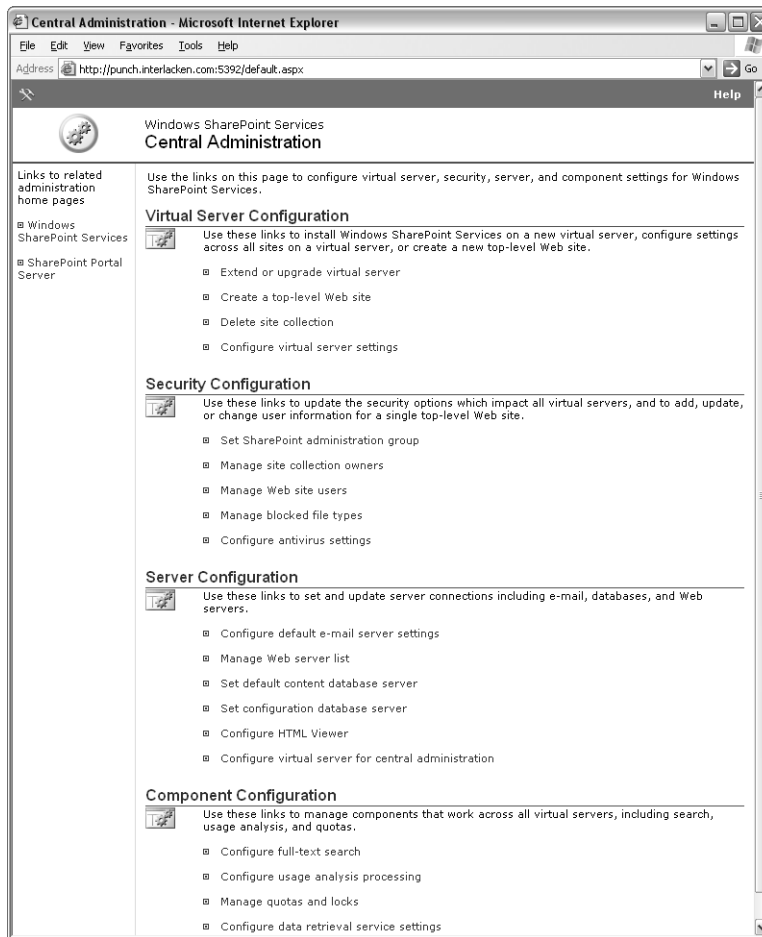 Central Administration - Microsoft Internet Explorer
File Edit View Favorites Tools Help
Address http://punch.interlacken.com:5392/default.aspx Go
Help
Windows SharePoint Services
Central Administration
Links to related
administration
home pages
Windows
SharePoint Services
SharePoint Portal
Server
Use the links on this page to configure virtual server, security, server, and component settings for Windows
SharePoint Services.
Virtual Server Configuration
Use these links to install Windows SharePoint Services on a new virtual server, configure settings
across all sites on a virtual server, or create a new top-level Web site.
Extend or upgrade virtual server
Create a top-level Web site
Delete site collection
Configure virtual server settings
Security Configuration
Use these links to update the security options which impact all virtual servers, and to add, update,
or change user information for a single top-level Web site.
Set SharePoint administration group
Manage site collection owners
Manage Web site users
Manage blocked file types
Configure antivirus settings
Server Configuration
Use these links to set and update server connections including e-mail, databases, and Web
servers.
Configure default e-mail server settings
Manage Web server list
Set default content database server
Set configuration database server
Configure HTML Viewer
Configure virtual server for central administration
Component Configuration
Use these links to manage components that work across all virtual servers, including search,
usage analysis, and quotas.
Configure full-text search
Configure usage analysis processing
Manage quotas and locks
Configure data retrieval service settings